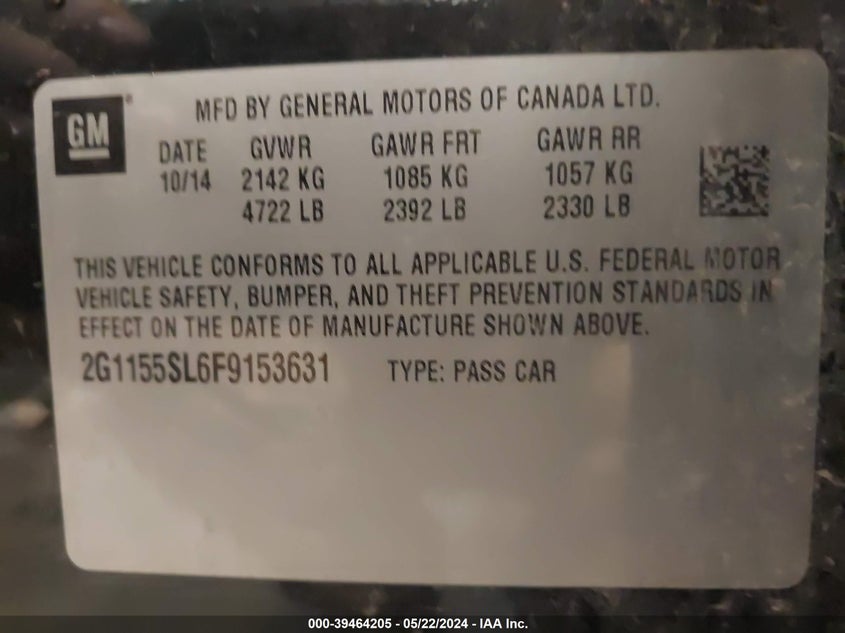 GM
MFD BY GENERAL MOTORS OF CANADA LTD.
DATE GVWR GAWR FRT GAWR RR
10/14 2142 KG 1085 KG 1057 KG
4722 LB 2392 LB 2330 LB
THIS VEHICLE CONFORMS TO ALL APPLICABLE U.S. FEDERAL MOTOR
VEHICLE SAFETY, BUMPER, AND THEFT PREVENTION STANDARDS IN
EFFECT ON THE DATE OF MANUFACTURE SHOWN ABOVE.
2G1155SL6F9153631 TYPE: PASS CAR
000-39464205 - 05/22/2024 - IAA Inc.